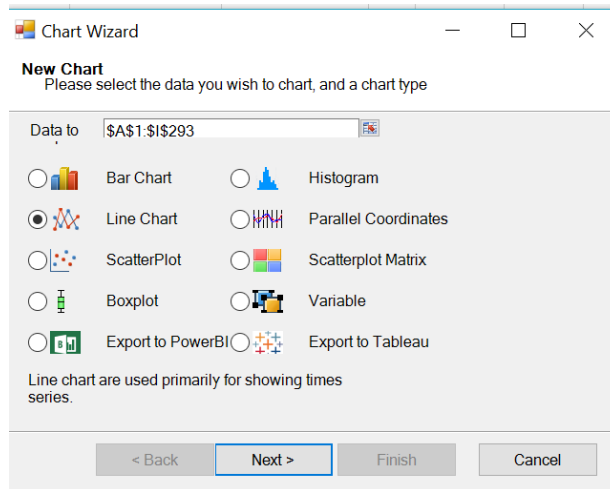 Chart Wizard
New Chart
Please select the data you wish to chart, and a chart type
Data to $A$1:$I$293
Bar Chart Histogram
Line Chart Parallel Coordinates
ScatterPlot Scatterplot Matrix
Boxplot Variable
Export to PowerBI Export to Tableau
Line chart are used primarily for showing times
series.
< Back Next > Finish Cancel